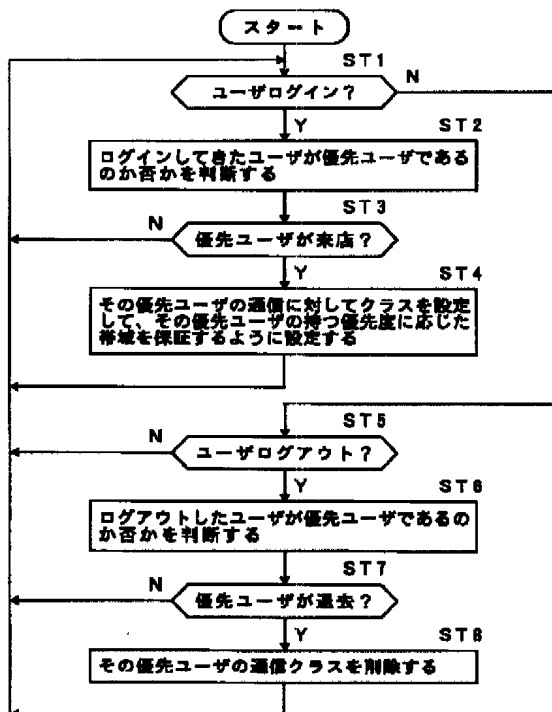 スタート
ST1
ユーザログイン?
N
Y
ST2
ログインしてきたユーザが優先ユーザである
のか否かを判断する
ST3
N
優先ユーザが来店?
Y
ST4
その優先ユーザの通信に対してクラスを設定
して、その優先ユーザの持つ優先度に応じた
帯域を保証するように設定する
ST5
N
ユーザログアウト?
Y
ST6
ログアウトしたユーザが優先ユーザであるの
か否かを判断する
ST7
N
優先ユーザが退去?
Y
ST8
その優先ユーザの通信クラスを削除する